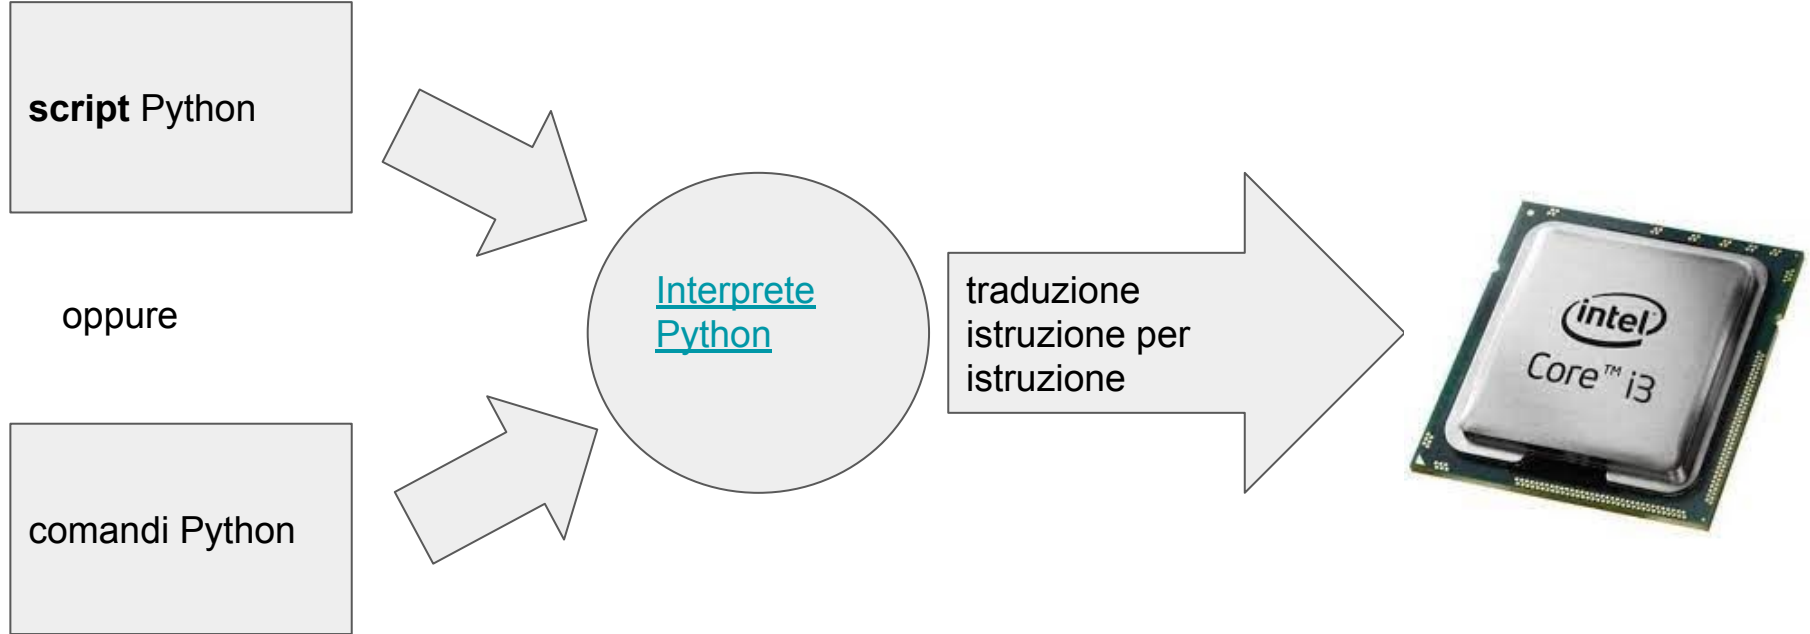 script Python
oppure
comandi Python
Interprete
Python
traduzione
istruzione per
istruzione
intel
Core™ i3